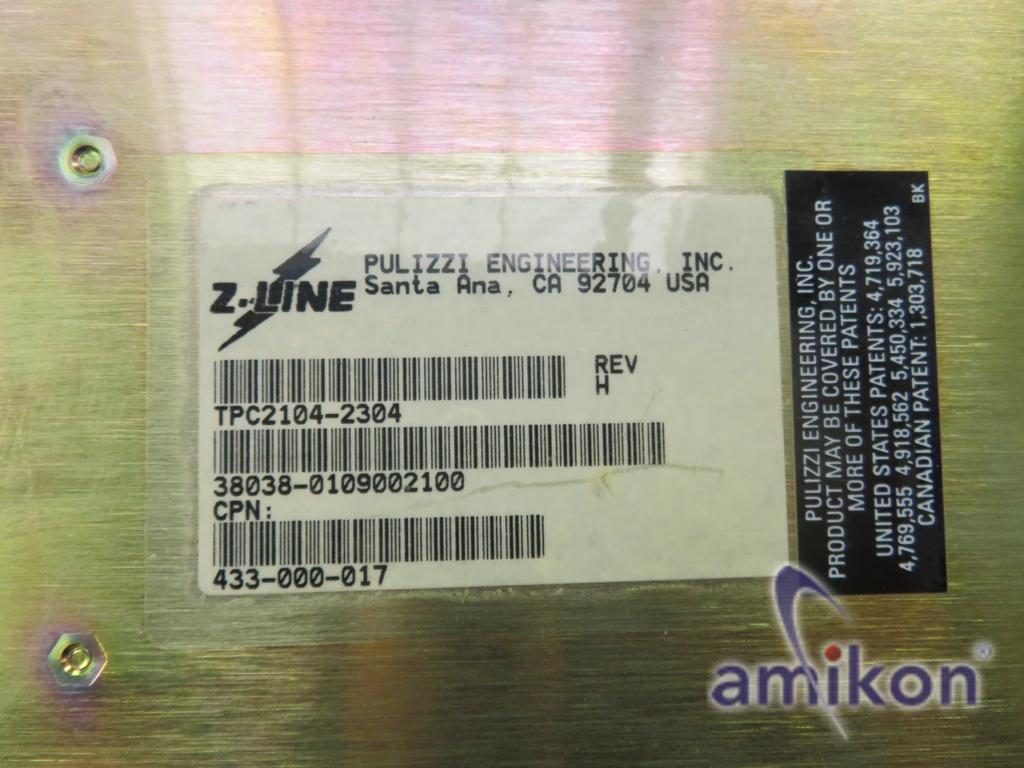 Z-LINE
PULIZZI ENGINEERING, INC.
Santa Ana, CA 92704 USA
REV
H
TPC2104-2304
38038-0109002100
CPN:
433-000-017
PULIZZI ENGINEERING, INC.
PRODUCT MAY BE COVERED BY ONE OR
MORE OF THESE PATENTS
UNITED STATES PATENTS: 4,719,364
4,769,555 4,918,562 5,450,334 5,923,103
CANADIAN PATENT: 1,303,718
BK
amikon®